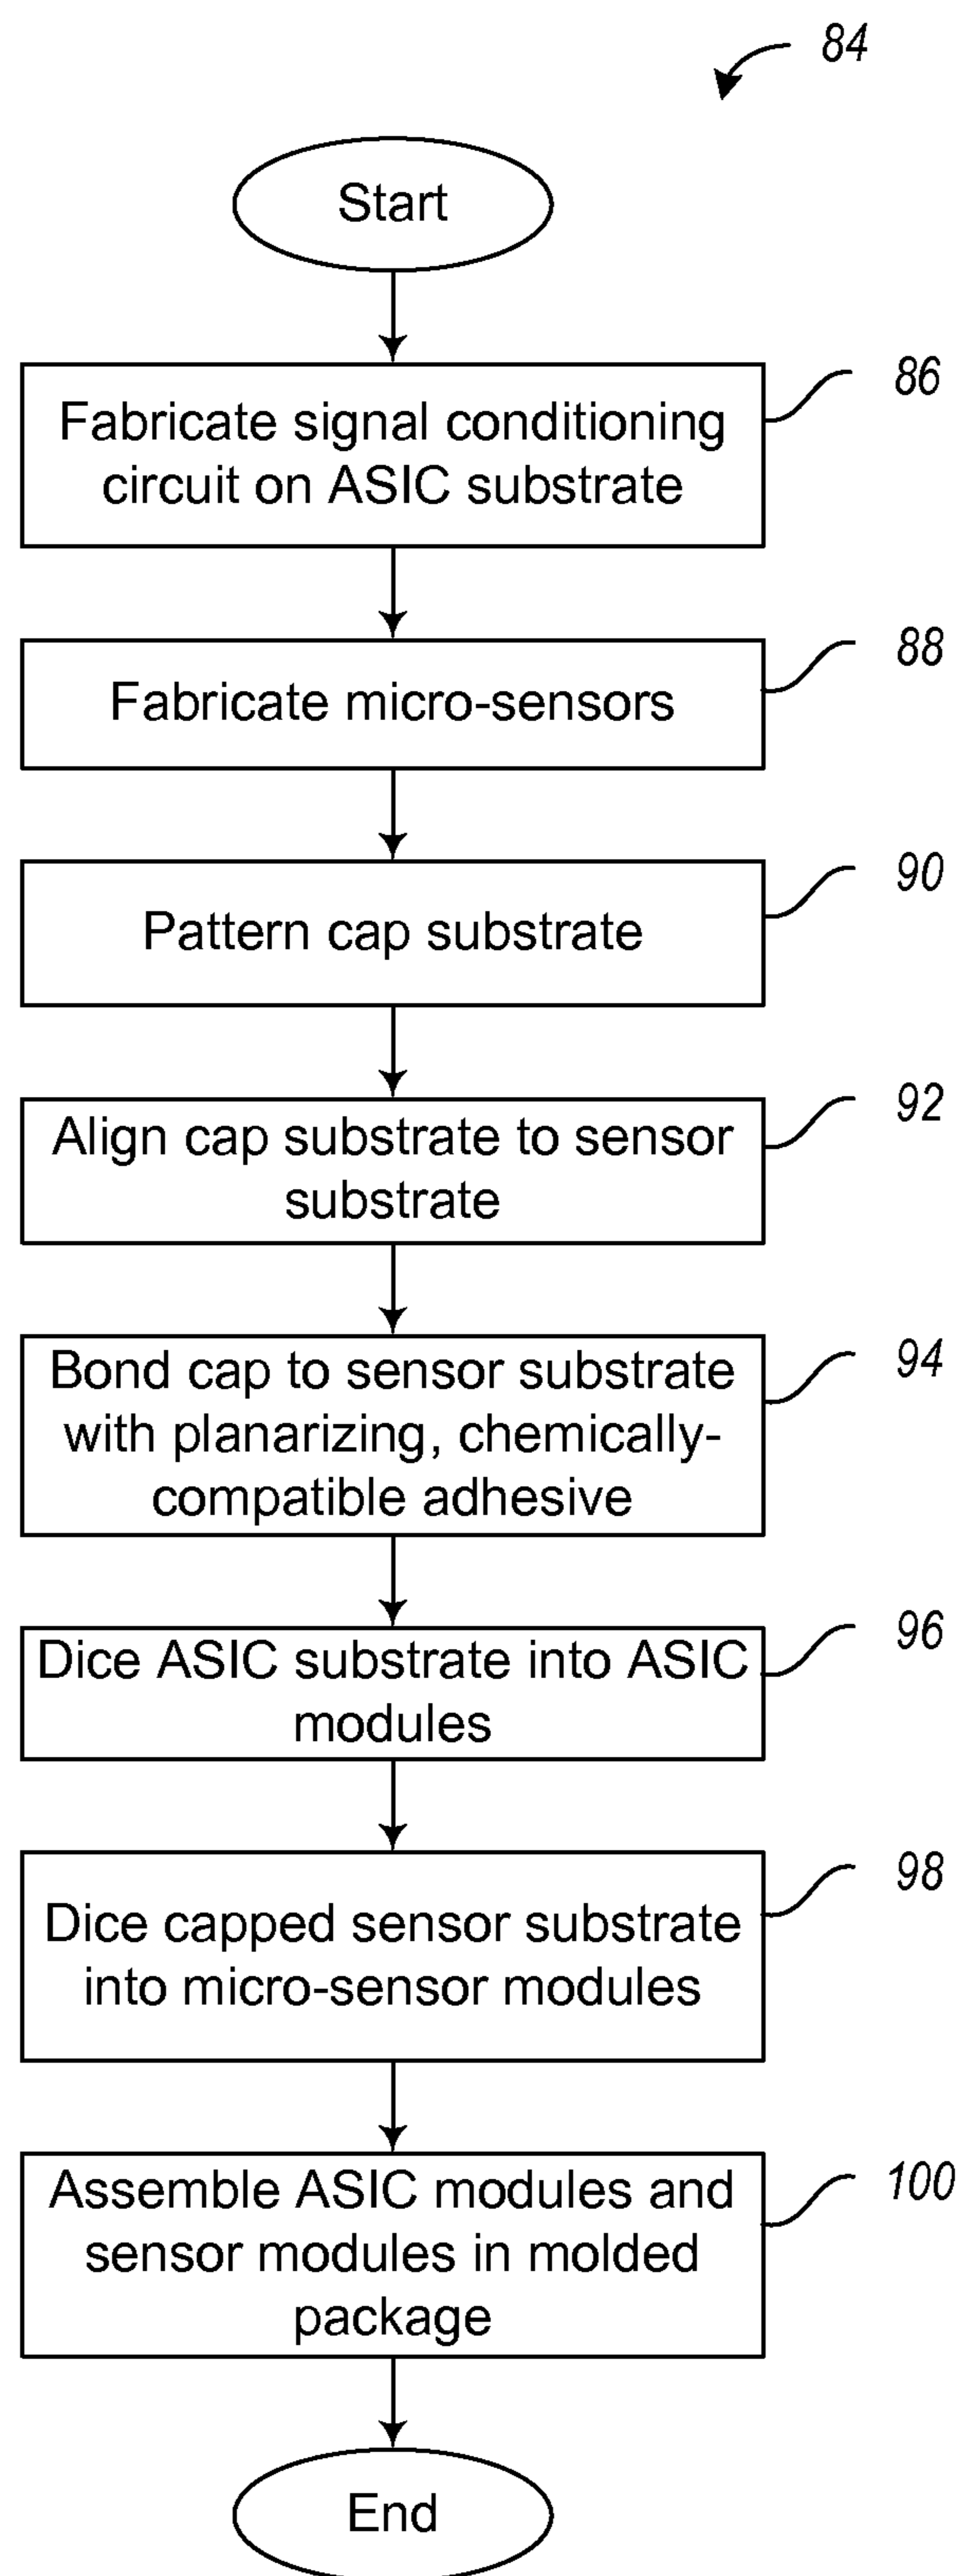 84
Start
86
Fabricate signal conditioning
circuit on ASIC substrate
88
Fabricate micro-sensors
90
Pattern cap substrate
92
Align cap substrate to sensor
substrate
94
Bond cap to sensor substrate
with planarizing, chemically-
compatible adhesive
96
Dice ASIC substrate into ASIC
modules
98
Dice capped sensor substrate
into micro-sensor modules
100
Assemble ASIC modules and
sensor modules in molded
package
End